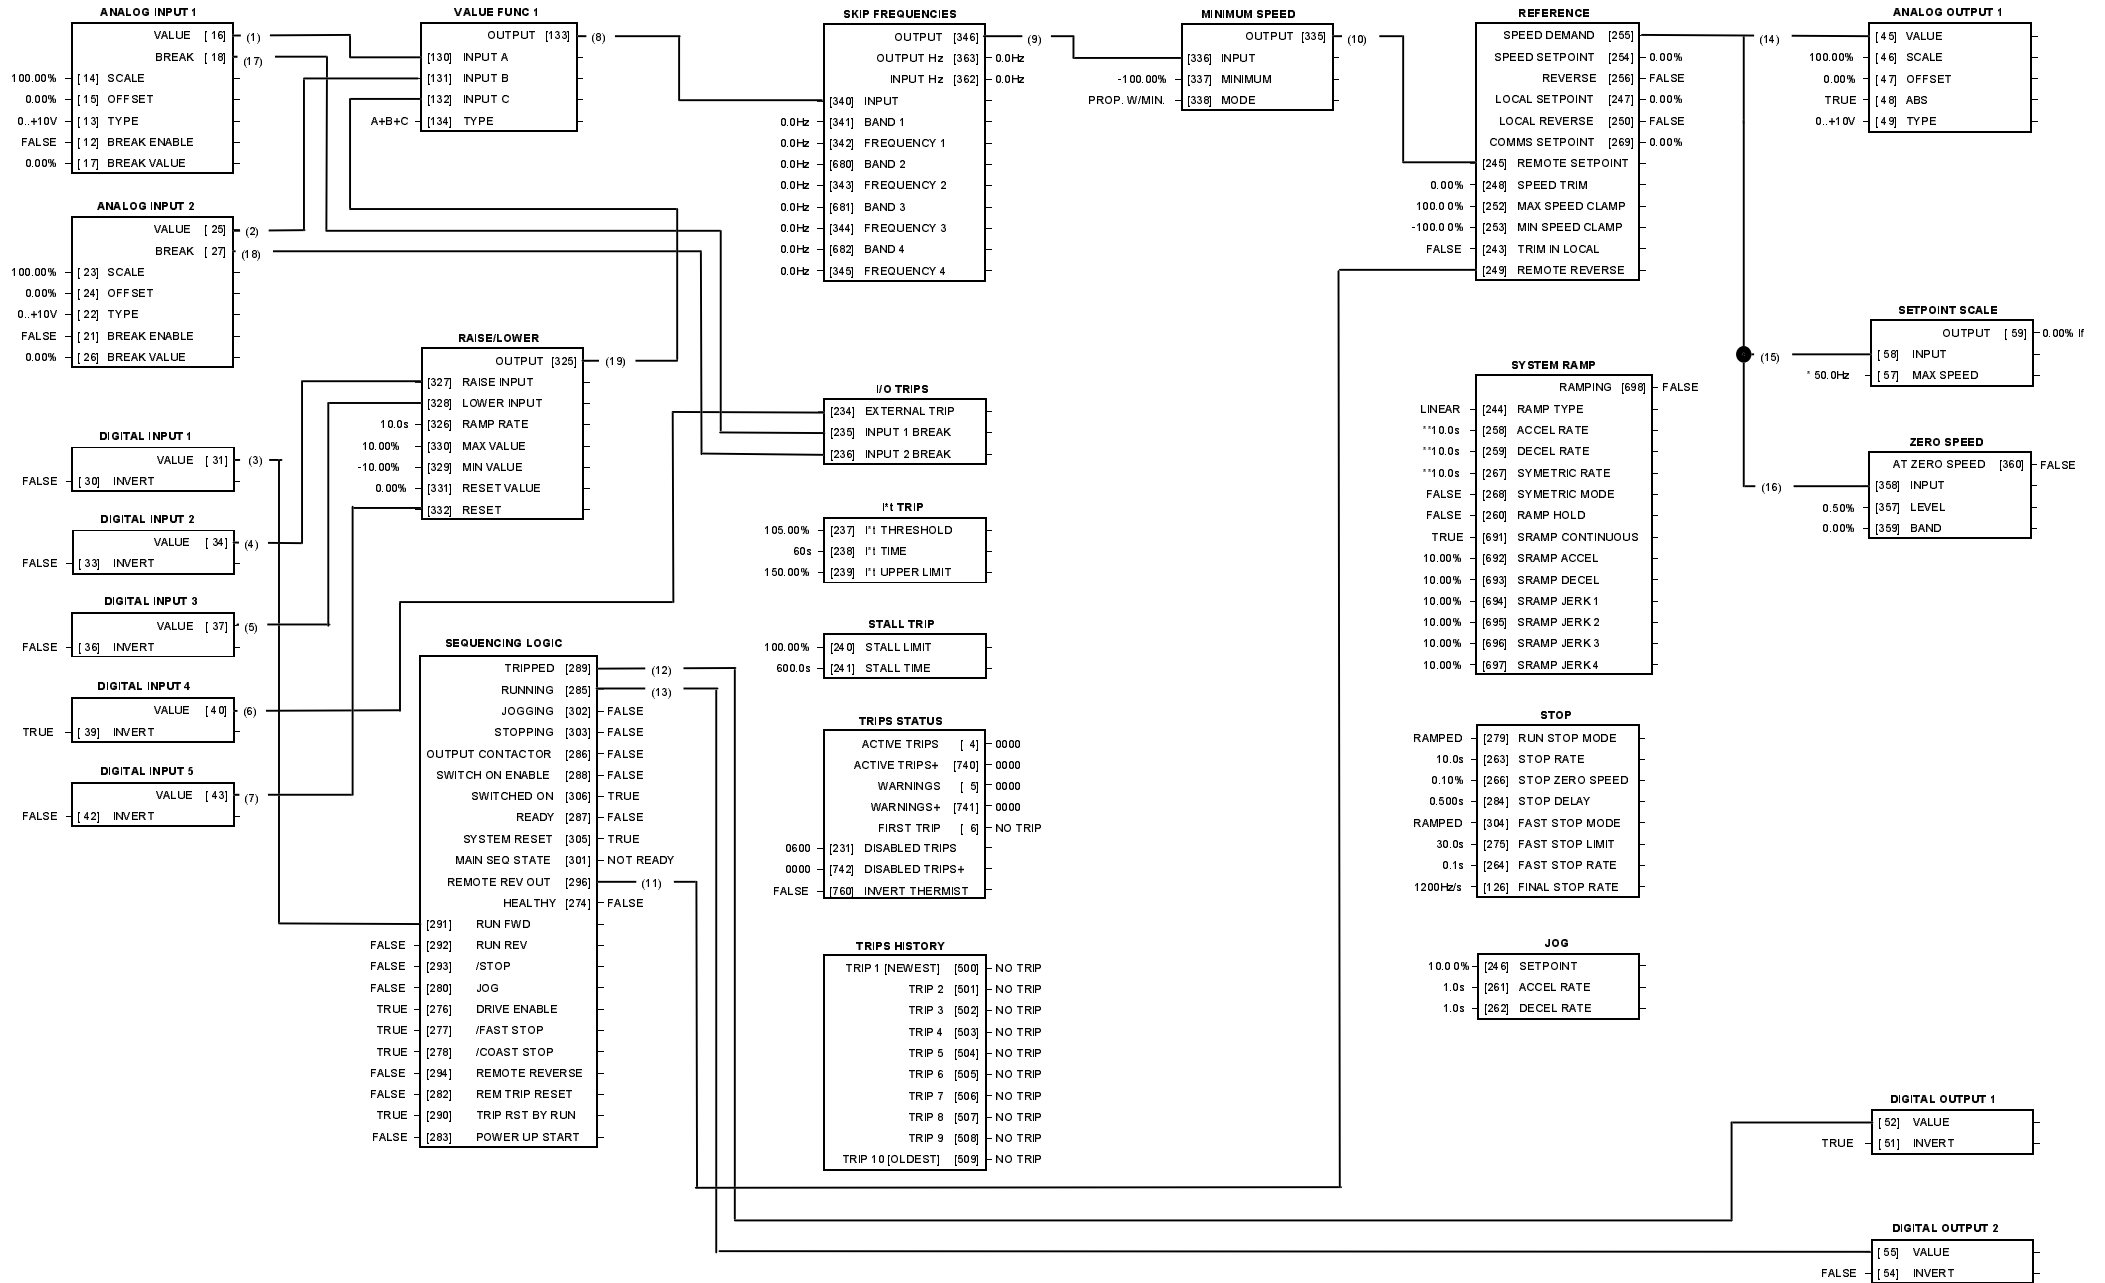 ANALOG INPUT 1
VALUE [ 16] (1)
BREAK [ 18] (17)
100.00% [ 14] SCALE
0.00% [ 15] OFFSET
0..+10V [ 13] TYPE
FALSE [ 12] BREAK ENABLE
0.00% [ 17] BREAK VALUE
ANALOG INPUT 2
VALUE [ 25] (2)
BREAK [ 27] (18)
100.00% [ 23] SCALE
0.00% [ 24] OFFSET
0..+10V [ 22] TYPE
FALSE [ 21] BREAK ENABLE
0.00% [ 26] BREAK VALUE
DIGITAL INPUT 1
VALUE [ 31] (3)
FALSE [ 30] INVERT
DIGITAL INPUT 2
VALUE [ 34] (4)
FALSE [ 33] INVERT
DIGITAL INPUT 3
VALUE [ 37] (5)
FALSE [ 36] INVERT
DIGITAL INPUT 4
VALUE [ 40] (6)
TRUE [ 39] INVERT
DIGITAL INPUT 5
VALUE [ 43] (7)
FALSE [ 42] INVERT
VALUE FUNC 1
OUTPUT [133] (8)
[130] INPUT A
[131] INPUT B
[132] INPUT C
A+B+C [134] TYPE
RAISE/LOWER
OUTPUT [325] (19)
[327] RAISE INPUT
[328] LOWER INPUT
10.0s [326] RAMP RATE
10.00% [330] MAX VALUE
-10.00% [329] MIN VALUE
0.00% [331] RESET VALUE
[332] RESET
SEQUENCING LOGIC
TRIPPED [289] (12)
RUNNING [285] (13)
JOGGING [302] FALSE
STOPPING [303] FALSE
OUTPUT CONTACTOR [286] FALSE
SWITCH ON ENABLE [288] FALSE
SWITCHED ON [306] TRUE
READY [287] FALSE
SYSTEM RESET [305] TRUE
MAIN SEQ STATE [301] NOT READY
REMOTE REV OUT [296] (11)
HEALTHY [274] FALSE
[291] RUN FWD
FALSE [292] RUN REV
FALSE [293] /STOP
FALSE [280] JOG
TRUE [276] DRIVE ENABLE
TRUE [277] /FAST STOP
TRUE [278] /COAST STOP
FALSE [294] REMOTE REVERSE
FALSE [282] REM TRIP RESET
TRUE [290] TRIP RST BY RUN
FALSE [283] POWER UP START
SKIP FREQUENCIES
OUTPUT [346] (9)
OUTPUT Hz [363] 0.0Hz
INPUT Hz [362] 0.0Hz
[340] INPUT
0.0Hz [341] BAND 1
0.0Hz [342] FREQUENCY 1
0.0Hz [680] BAND 2
0.0Hz [343] FREQUENCY 2
0.0Hz [681] BAND 3
0.0Hz [344] FREQUENCY 3
0.0Hz [682] BAND 4
0.0Hz [345] FREQUENCY 4
I/O TRIPS
[234] EXTERNAL TRIP
[235] INPUT 1 BREAK
[236] INPUT 2 BREAK
I*t TRIP
105.00% [237] I*t THRESHOLD
60s [238] I*t TIME
150.00% [239] I*t UPPER LIMIT
STALL TRIP
100.00% [240] STALL LIMIT
600.0s [241] STALL TIME
TRIPS STATUS
ACTIVE TRIPS [ 4] 0000
ACTIVE TRIPS+ [740] 0000
WARNINGS [ 5] 0000
WARNINGS+ [741] 0000
FIRST TRIP [ 6] NO TRIP
0600 [231] DISABLED TRIPS
0000 [742] DISABLED TRIPS+
FALSE [760] INVERT THERMIST
TRIPS HISTORY
TRIP 1 [NEWEST] [500] NO TRIP
TRIP 2 [501] NO TRIP
TRIP 3 [502] NO TRIP
TRIP 4 [503] NO TRIP
TRIP 5 [504] NO TRIP
TRIP 6 [505] NO TRIP
TRIP 7 [506] NO TRIP
TRIP 8 [507] NO TRIP
TRIP 9 [508] NO TRIP
TRIP 10 [OLDEST] [509] NO TRIP
MINIMUM SPEED
OUTPUT [335] (10)
[336] INPUT
-100.00% [337] MINIMUM
PROP. W/MIN. [338] MODE
REFERENCE
SPEED DEMAND [255] (14)
SPEED SETPOINT [254] 0.00%
REVERSE [256] FALSE
LOCAL SETPOINT [247] 0.00%
LOCAL REVERSE [250] FALSE
COMMS SETPOINT [269] 0.00%
[245] REMOTE SETPOINT
0.00% [248] SPEED TRIM
100.00% [252] MAX SPEED CLAMP
-100.00% [253] MIN SPEED CLAMP
FALSE [243] TRIM IN LOCAL
[249] REMOTE REVERSE
SYSTEM RAMP
RAMPING [698] FALSE
LINEAR [244] RAMP TYPE
**10.0s [258] ACCEL RATE
**10.0s [259] DECEL RATE
**10.0s [267] SYMETRIC RATE
FALSE [268] SYMETRIC MODE
FALSE [260] RAMP HOLD
TRUE [691] SRAMP CONTINUOUS
10.00% [692] SRAMP ACCEL
10.00% [693] SRAMP DECEL
10.00% [694] SRAMP JERK 1
10.00% [695] SRAMP JERK 2
10.00% [696] SRAMP JERK 3
10.00% [697] SRAMP JERK 4
STOP
RAMPED [279] RUN STOP MODE
10.0s [263] STOP RATE
0.10% [266] STOP ZERO SPEED
0.500s [284] STOP DELAY
RAMPED [304] FAST STOP MODE
30.0s [275] FAST STOP LIMIT
0.1s [264] FAST STOP RATE
1200Hz/s [126] FINAL STOP RATE
JOG
10.00% [246] SETPOINT
1.0s [261] ACCEL RATE
1.0s [262] DECEL RATE
ANALOG OUTPUT 1
[ 45] VALUE
100.00% [ 46] SCALE
0.00% [ 47] OFFSET
TRUE [ 48] ABS
0..+10V [ 49] TYPE
SETPOINT SCALE
OUTPUT [ 59] 0.00% lf
(15) [ 58] INPUT
* 50.0Hz [ 57] MAX SPEED
ZERO SPEED
AT ZERO SPEED [360] FALSE
(16) [358] INPUT
0.50% [357] LEVEL
0.00% [359] BAND
DIGITAL OUTPUT 1
[ 52] VALUE
TRUE [ 51] INVERT
DIGITAL OUTPUT 2
[ 55] VALUE
FALSE [ 54] INVERT